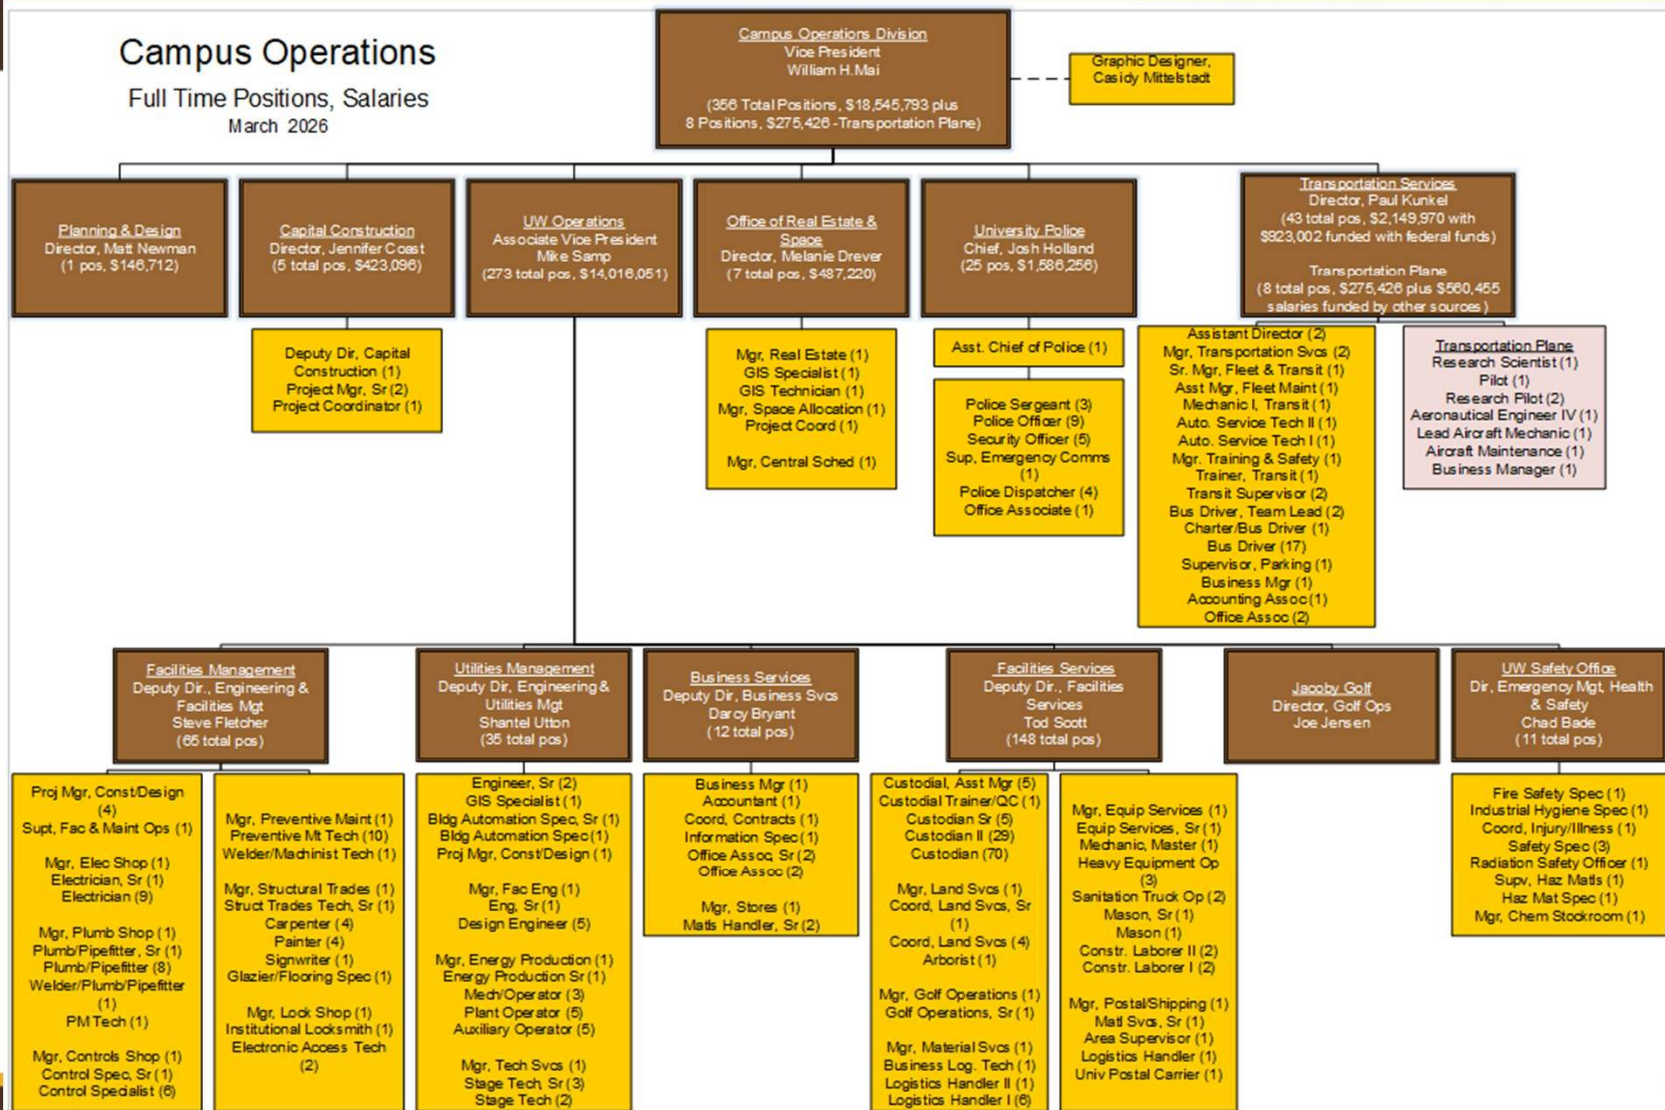 Campus Operations
Full Time Positions, Salaries
March 2026
Campus Operations Division
Vice President
William H.Mai
(356 Total Positions, $18,545,793 plus
8 Positions, $275,426 -Transportation Plane)
Graphic Designer,
Casidy Mittelstadt
Planning & Design
Director, Matt Newman
(1 pos, $146,712)
Capital Construction
Director, Jennifer Coast
(5 total pos, $423,096)
UW Operations
Associate Vice President
Mike Samp
(273 total pos, $14,016,051)
Office of Real Estate &
Space
Director, Melanie Drever
(7 total pos, $487,220)
University Police
Chief, Josh Holland
(25 pos, $1,586,256)
Transportation Services
Director, Paul Kunkel
(43 total pos, $2,149,970 with
$923,002 funded with federal funds)
Transportation Plane
(8 total pos, $275,426 plus $560,455
salaries funded by other sources)
Deputy Dir, Capital
Construction (1)
Project Mgr, Sr (2)
Project Coordinator (1)
Mgr, Real Estate (1)
GIS Specialist (1)
GIS Technician (1)
Mgr, Space Allocation (1)
Project Coord (1)
Mgr, Central Sched (1)
Asst. Chief of Police (1)
Police Sergeant (3)
Police Officer (9)
Security Officer (5)
Sup, Emergency Comms
(1)
Police Dispatcher (4)
Office Associate (1)
Assistant Director (2)
Mgr, Transportation Svcs (2)
Sr. Mgr, Fleet & Transit (1)
Asst Mgr, Fleet Maint (1)
Mechanic I, Transit (1)
Auto. Service Tech II (1)
Auto. Service Tech I (1)
Mgr. Training & Safety (1)
Trainer, Transit (1)
Transit Supervisor (2)
Bus Driver, Team Lead (2)
Charter/Bus Driver (1)
Bus Driver (17)
Supervisor, Parking (1)
Business Mgr (1)
Accounting Assoc (1)
Office Assoc (2)
Transportation Plane
Research Scientist (1)
Pilot (1)
Research Pilot (2)
Aeronautical Engineer IV (1)
Lead Aircraft Mechanic (1)
Aircraft Maintenance (1)
Business Manager (1)
Facilities Management
Deputy Dir., Engineering &
Facilities Mgt
Steve Fletcher
(65 total pos)
Utilities Management
Deputy Dir, Engineering &
Utilities Mgt
Shantel Utton
(35 total pos)
Business Services
Deputy Dir, Business Svcs
Darcy Bryant
(12 total pos)
Facilities Services
Deputy Dir., Facilities
Services
Tod Scott
(148 total pos)
Jacoby Golf
Director, Golf Ops
Joe Jensen
UW Safety Office
Dir, Emergency Mgt, Health
& Safety
Chad Bade
(11 total pos)
Proj Mgr, Const/Design
(4)
Supt, Fac & Maint Ops (1)
Mgr, Elec Shop (1)
Electrician, Sr (1)
Electrician (9)
Mgr, Plumb Shop (1)
Plumb/Pipefitter, Sr (1)
Plumb/Pipefitter (8)
Welder/Plumb/Pipefitter
(1)
PM Tech (1)
Mgr, Controls Shop (1)
Control Spec, Sr (1)
Control Specialist (6)
Mgr, Preventive Maint (1)
Preventive Mt Tech (10)
Welder/Machinist Tech (1)
Mgr, Structural Trades (1)
Struct Trades Tech, Sr (1)
Carpenter (4)
Painter (4)
Signwriter (1)
Glazier/Flooring Spec (1)
Mgr, Lock Shop (1)
Institutional Locksmith (1)
Electronic Access Tech
(2)
Engineer, Sr (2)
GIS Specialist (1)
Bldg Automation Spec, Sr (1)
Bldg Automation Spec (1)
Proj Mgr, Const/Design (1)
Mgr, Fac Eng (1)
Eng, Sr (1)
Design Engineer (5)
Mgr, Energy Production (1)
Energy Production Sr (1)
Mech/Operator (3)
Plant Operator (5)
Auxiliary Operator (5)
Mgr, Tech Svcs (1)
Stage Tech, Sr (3)
Stage Tech (2)
Business Mgr (1)
Accountant (1)
Coord, Contracts (1)
Information Spec (1)
Office Assoc, Sr (2)
Office Assoc (2)
Mgr, Stores (1)
Matls Handler, Sr (2)
Custodial, Asst Mgr (5)
Custodial Trainer/QC (1)
Custodian Sr (5)
Custodian II (29)
Custodian (70)
Mgr, Land Svcs (1)
Coord, Land Svcs, Sr
(1)
Coord, Land Svcs (4)
Arborist (1)
Mgr, Golf Operations (1)
Golf Operations, Sr (1)
Mgr, Material Svcs (1)
Business Log. Tech (1)
Logistics Handler II (1)
Logistics Handler I (6)
Mgr, Equip Services (1)
Equip Services, Sr (1)
Mechanic, Master (1)
Heavy Equipment Op
(3)
Sanitation Truck Op (2)
Mason, Sr (1)
Mason (1)
Constr. Laborer II (2)
Constr. Laborer I (2)
Mgr, Postal/Shipping (1)
Matl Svcs, Sr (1)
Area Supervisor (1)
Logistics Handler (1)
Univ Postal Carrier (1)
Fire Safety Spec (1)
Industrial Hygiene Spec (1)
Coord, Injury/Illness (1)
Safety Spec (3)
Radiation Safety Officer (1)
Supv, Haz Matls (1)
Haz Mat Spec (1)
Mgr, Chem Stockroom (1)